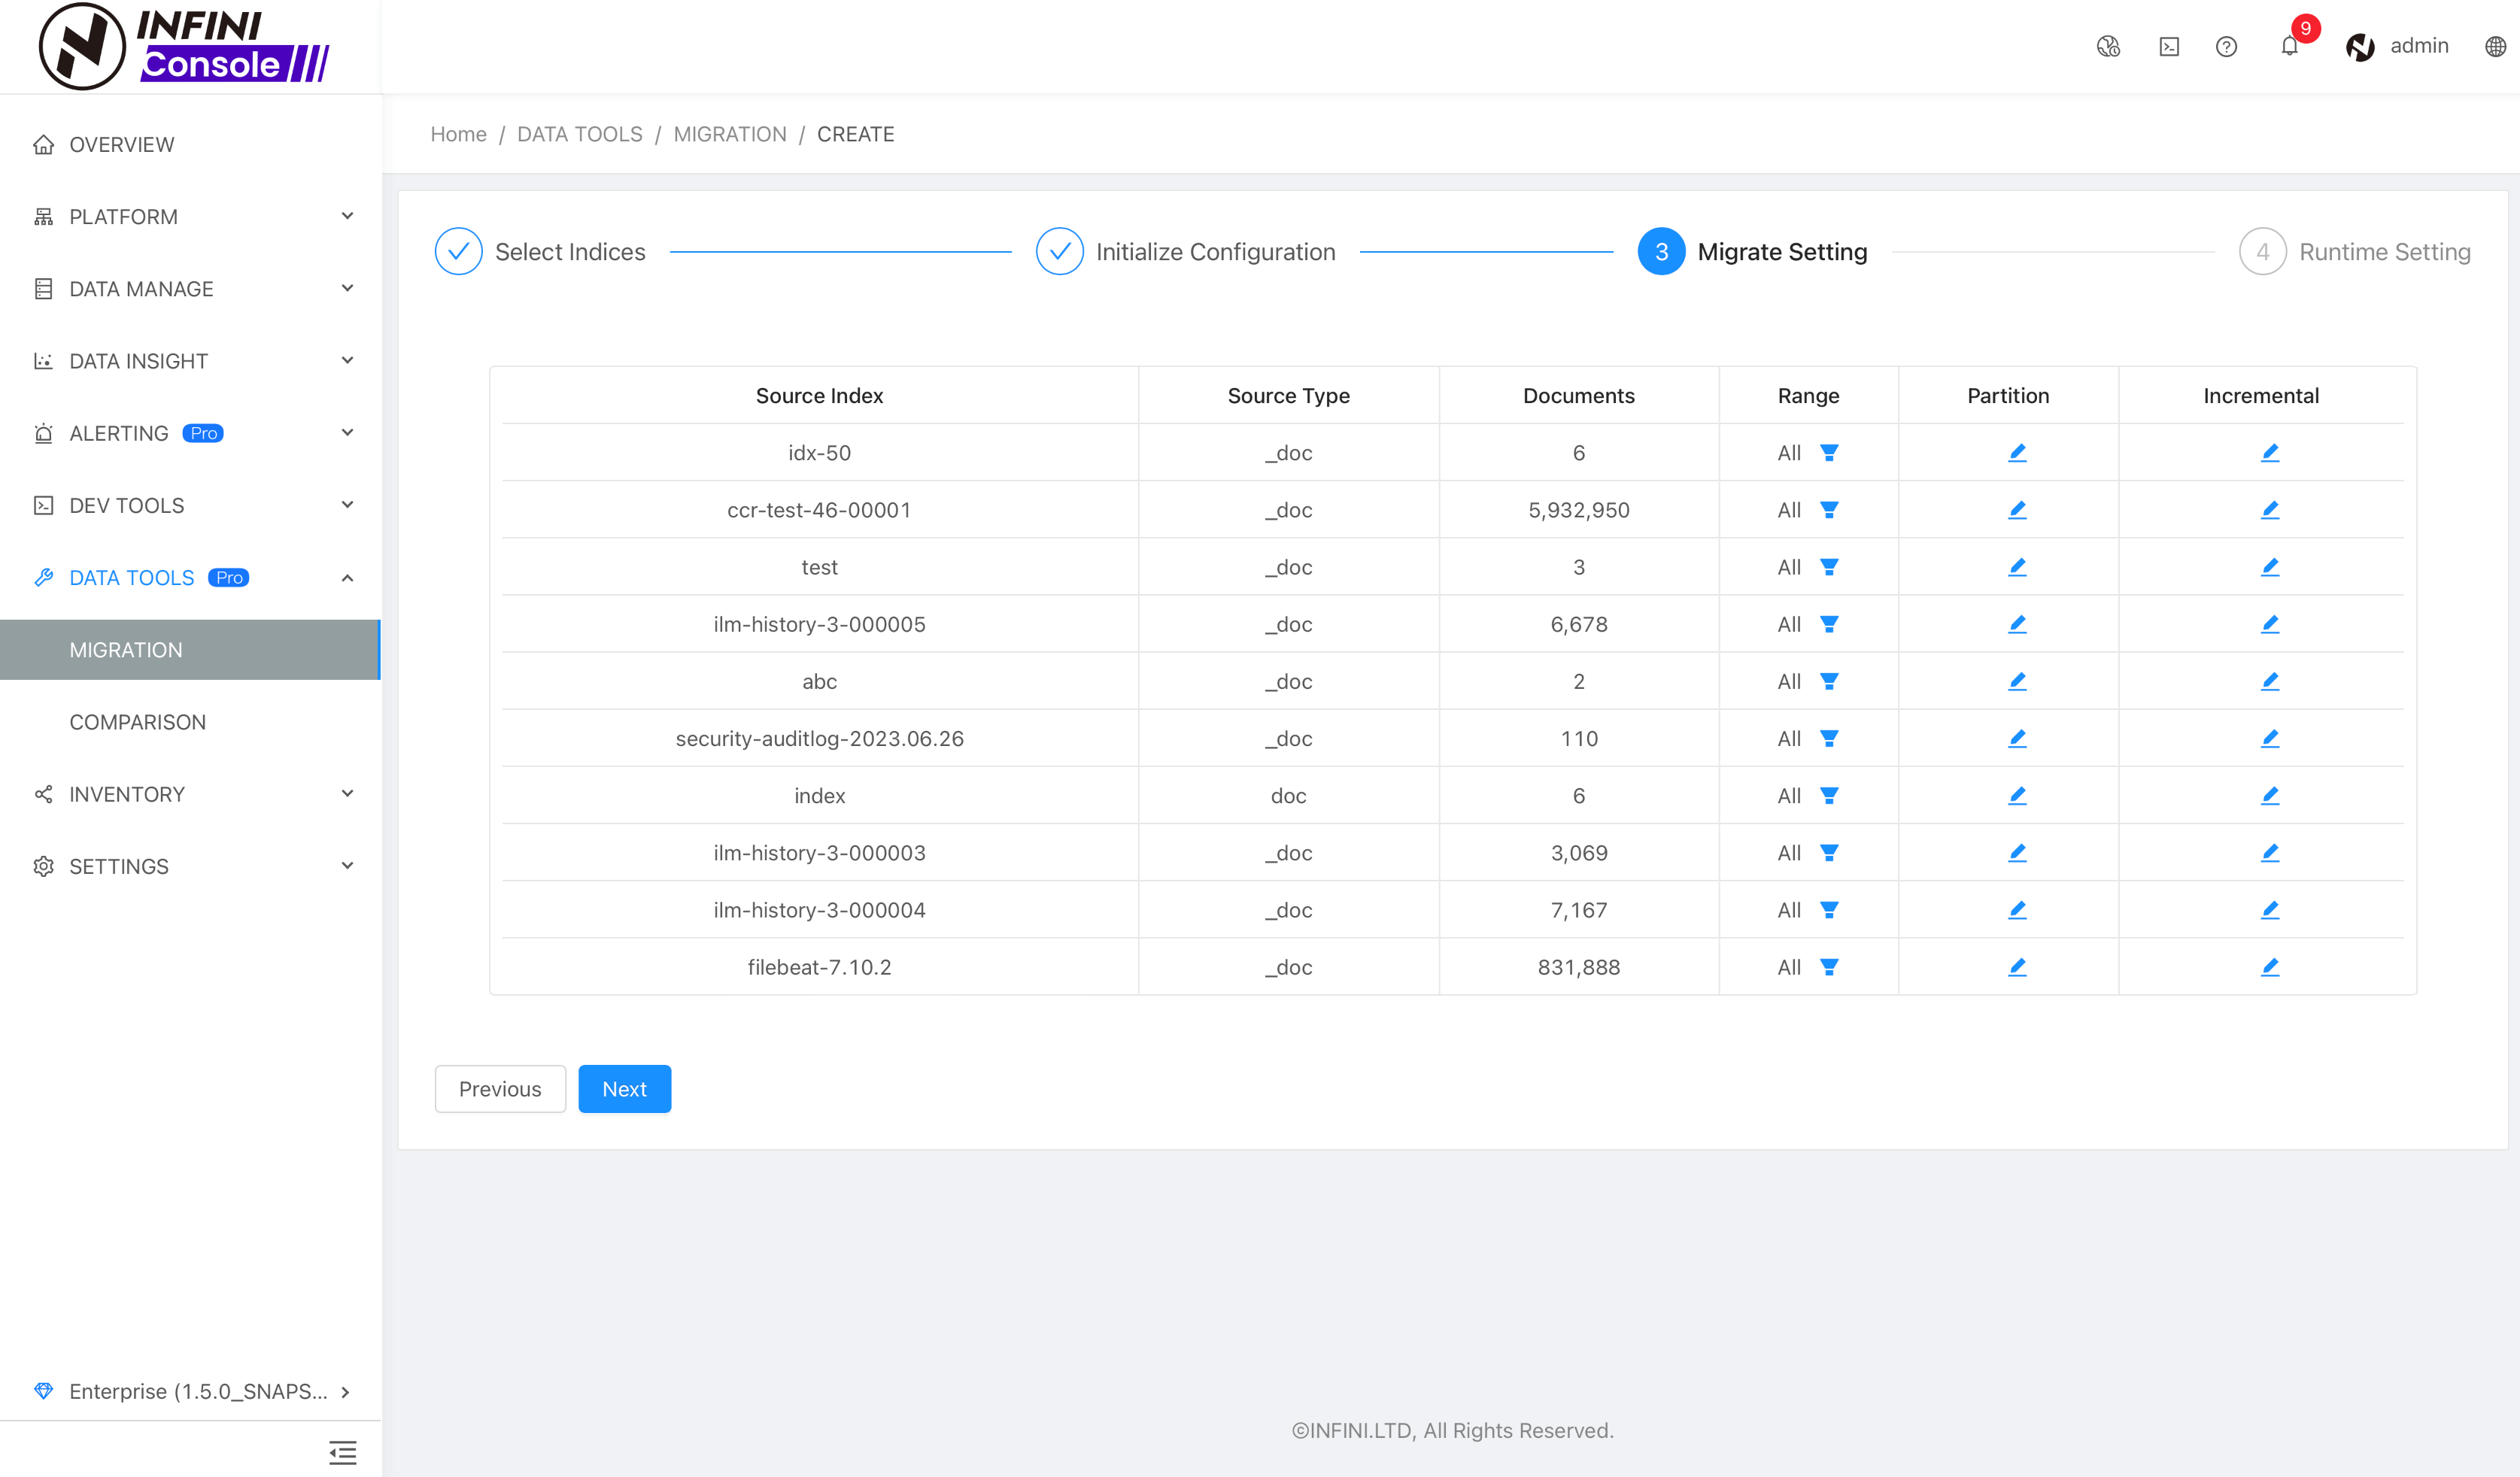 INFINI
Console
9
admin
Home / DATA TOOLS / MIGRATION / CREATE
OVERVIEW
PLATFORM
DATA MANAGE
DATA INSIGHT
ALERTING Pro
DEV TOOLS
DATA TOOLS Pro
MIGRATION
COMPARISON
INVENTORY
SETTINGS
Enterprise (1.5.0_SNAPS...
Select Indices
Initialize Configuration
3 Migrate Setting
4 Runtime Setting
Source Index Source Type Documents Range Partition Incremental
idx-50 _doc 6 All
ccr-test-46-00001 _doc 5,932,950 All
test _doc 3 All
ilm-history-3-000005 _doc 6,678 All
abc _doc 2 All
security-auditlog-2023.06.26 _doc 110 All
index doc 6 All
ilm-history-3-000003 _doc 3,069 All
ilm-history-3-000004 _doc 7,167 All
filebeat-7.10.2 _doc 831,888 All
Previous Next
©INFINI.LTD, All Rights Reserved.